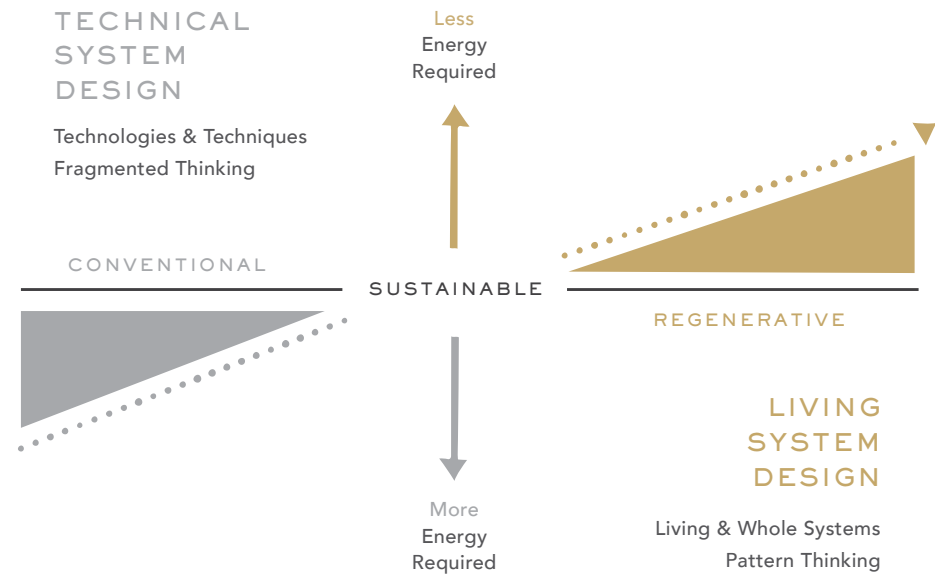 TECHNICAL
SYSTEM
DESIGN
Technologies & Techniques
Fragmented Thinking
Less
Energy
Required
CONVENTIONAL
SUSTAINABLE
REGENERATIVE
More
Energy
Required
LIVING
SYSTEM
DESIGN
Living & Whole Systems
Pattern Thinking